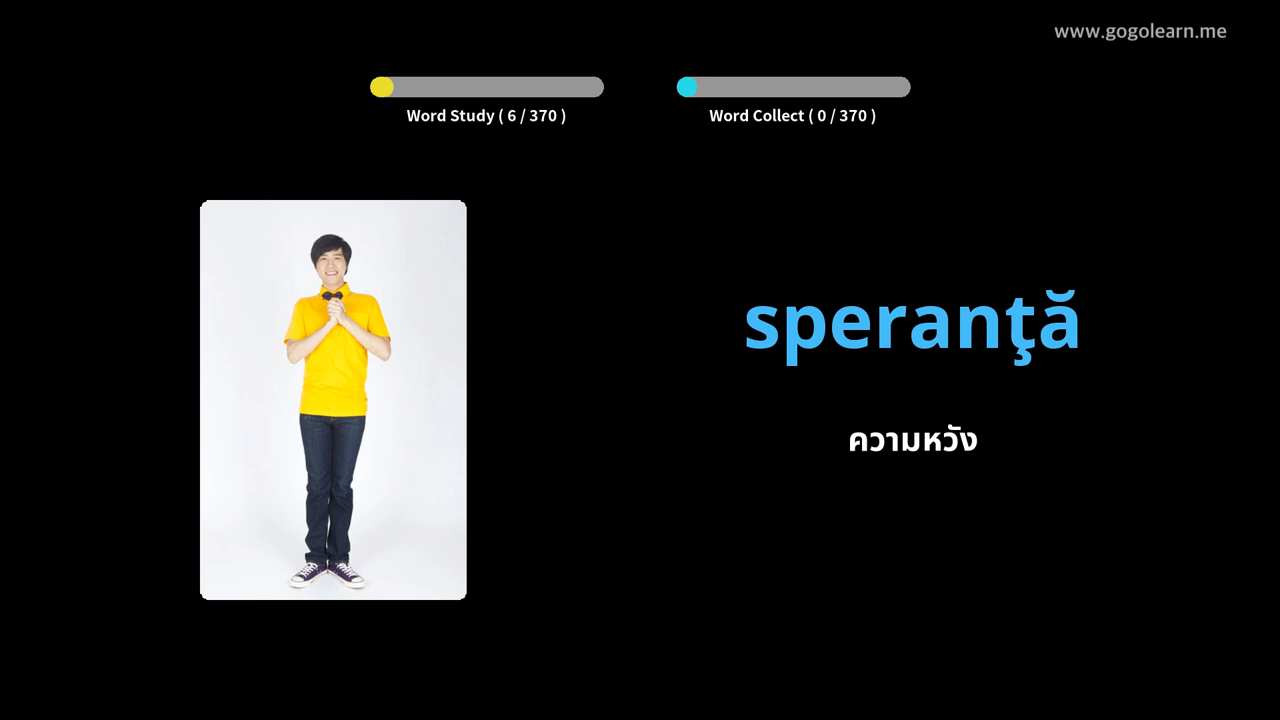 www.gogolearn.me
Word Study ( 6 / 370 )
Word Collect ( 0 / 370 )
speranţă
ความหวัง